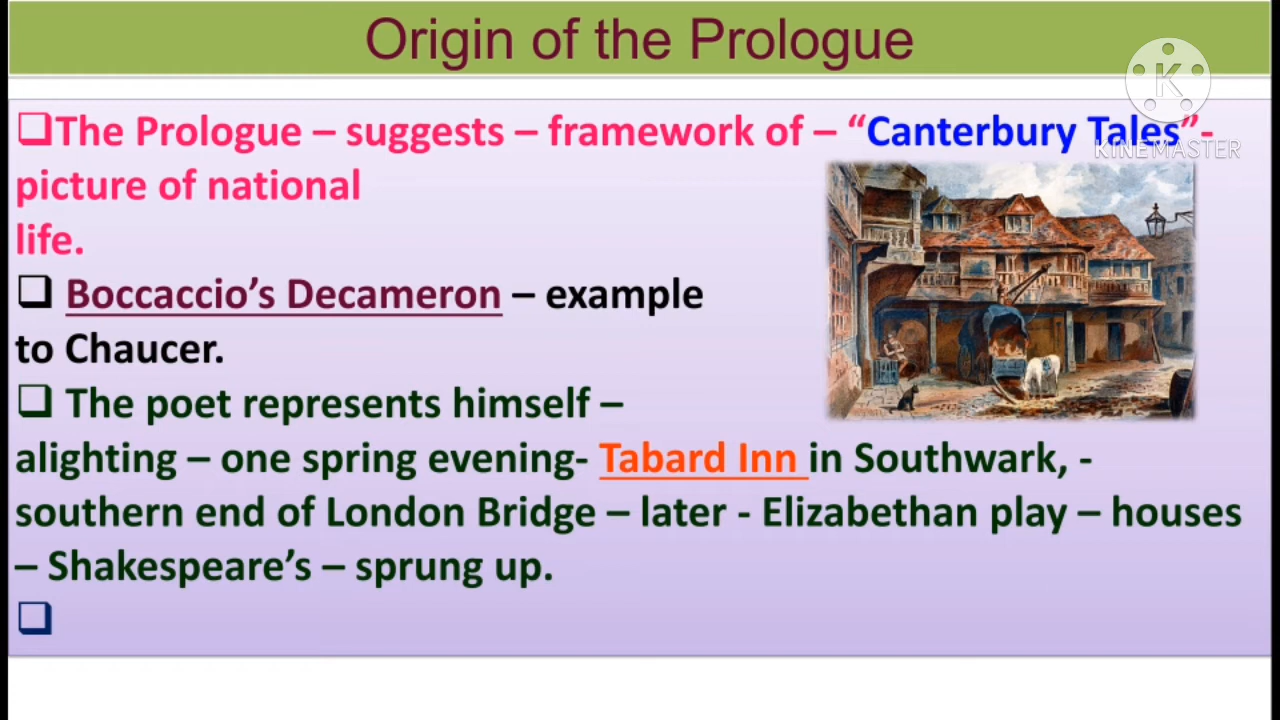 Origin of the Prologue
K
KINEMASTER
❑The Prologue – suggests – framework of – “Canterbury Tales”-
picture of national
life.
❑ Boccaccio’s Decameron – example
to Chaucer.
❑ The poet represents himself –
alighting – one spring evening- Tabard Inn in Southwark, -
southern end of London Bridge – later - Elizabethan play – houses
– Shakespeare’s – sprung up.
❑